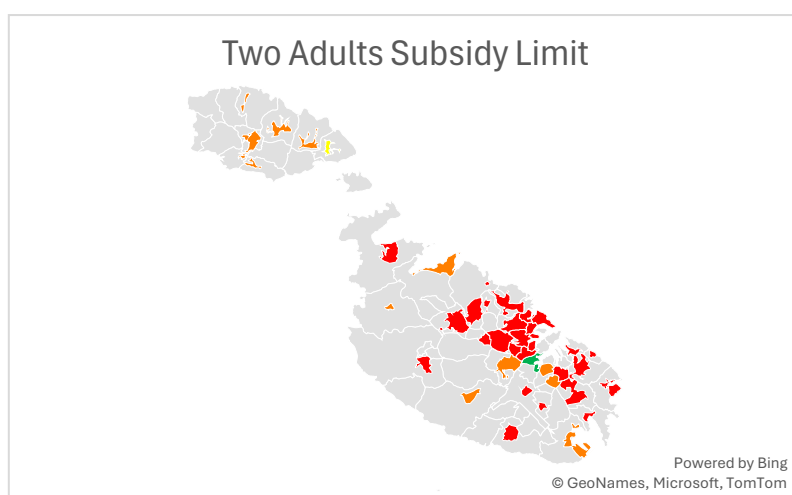 Two Adults Subsidy Limit
Powered by Bing
© GeoNames, Microsoft, TomTom